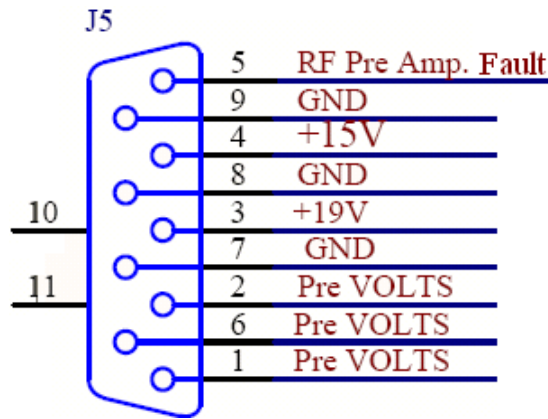 J5
5 RF Pre Amp. Fault
9 GND
4 +15V
8 GND
10
3 +19V
7 GND
11
2 Pre VOLTS
6 Pre VOLTS
1 Pre VOLTS